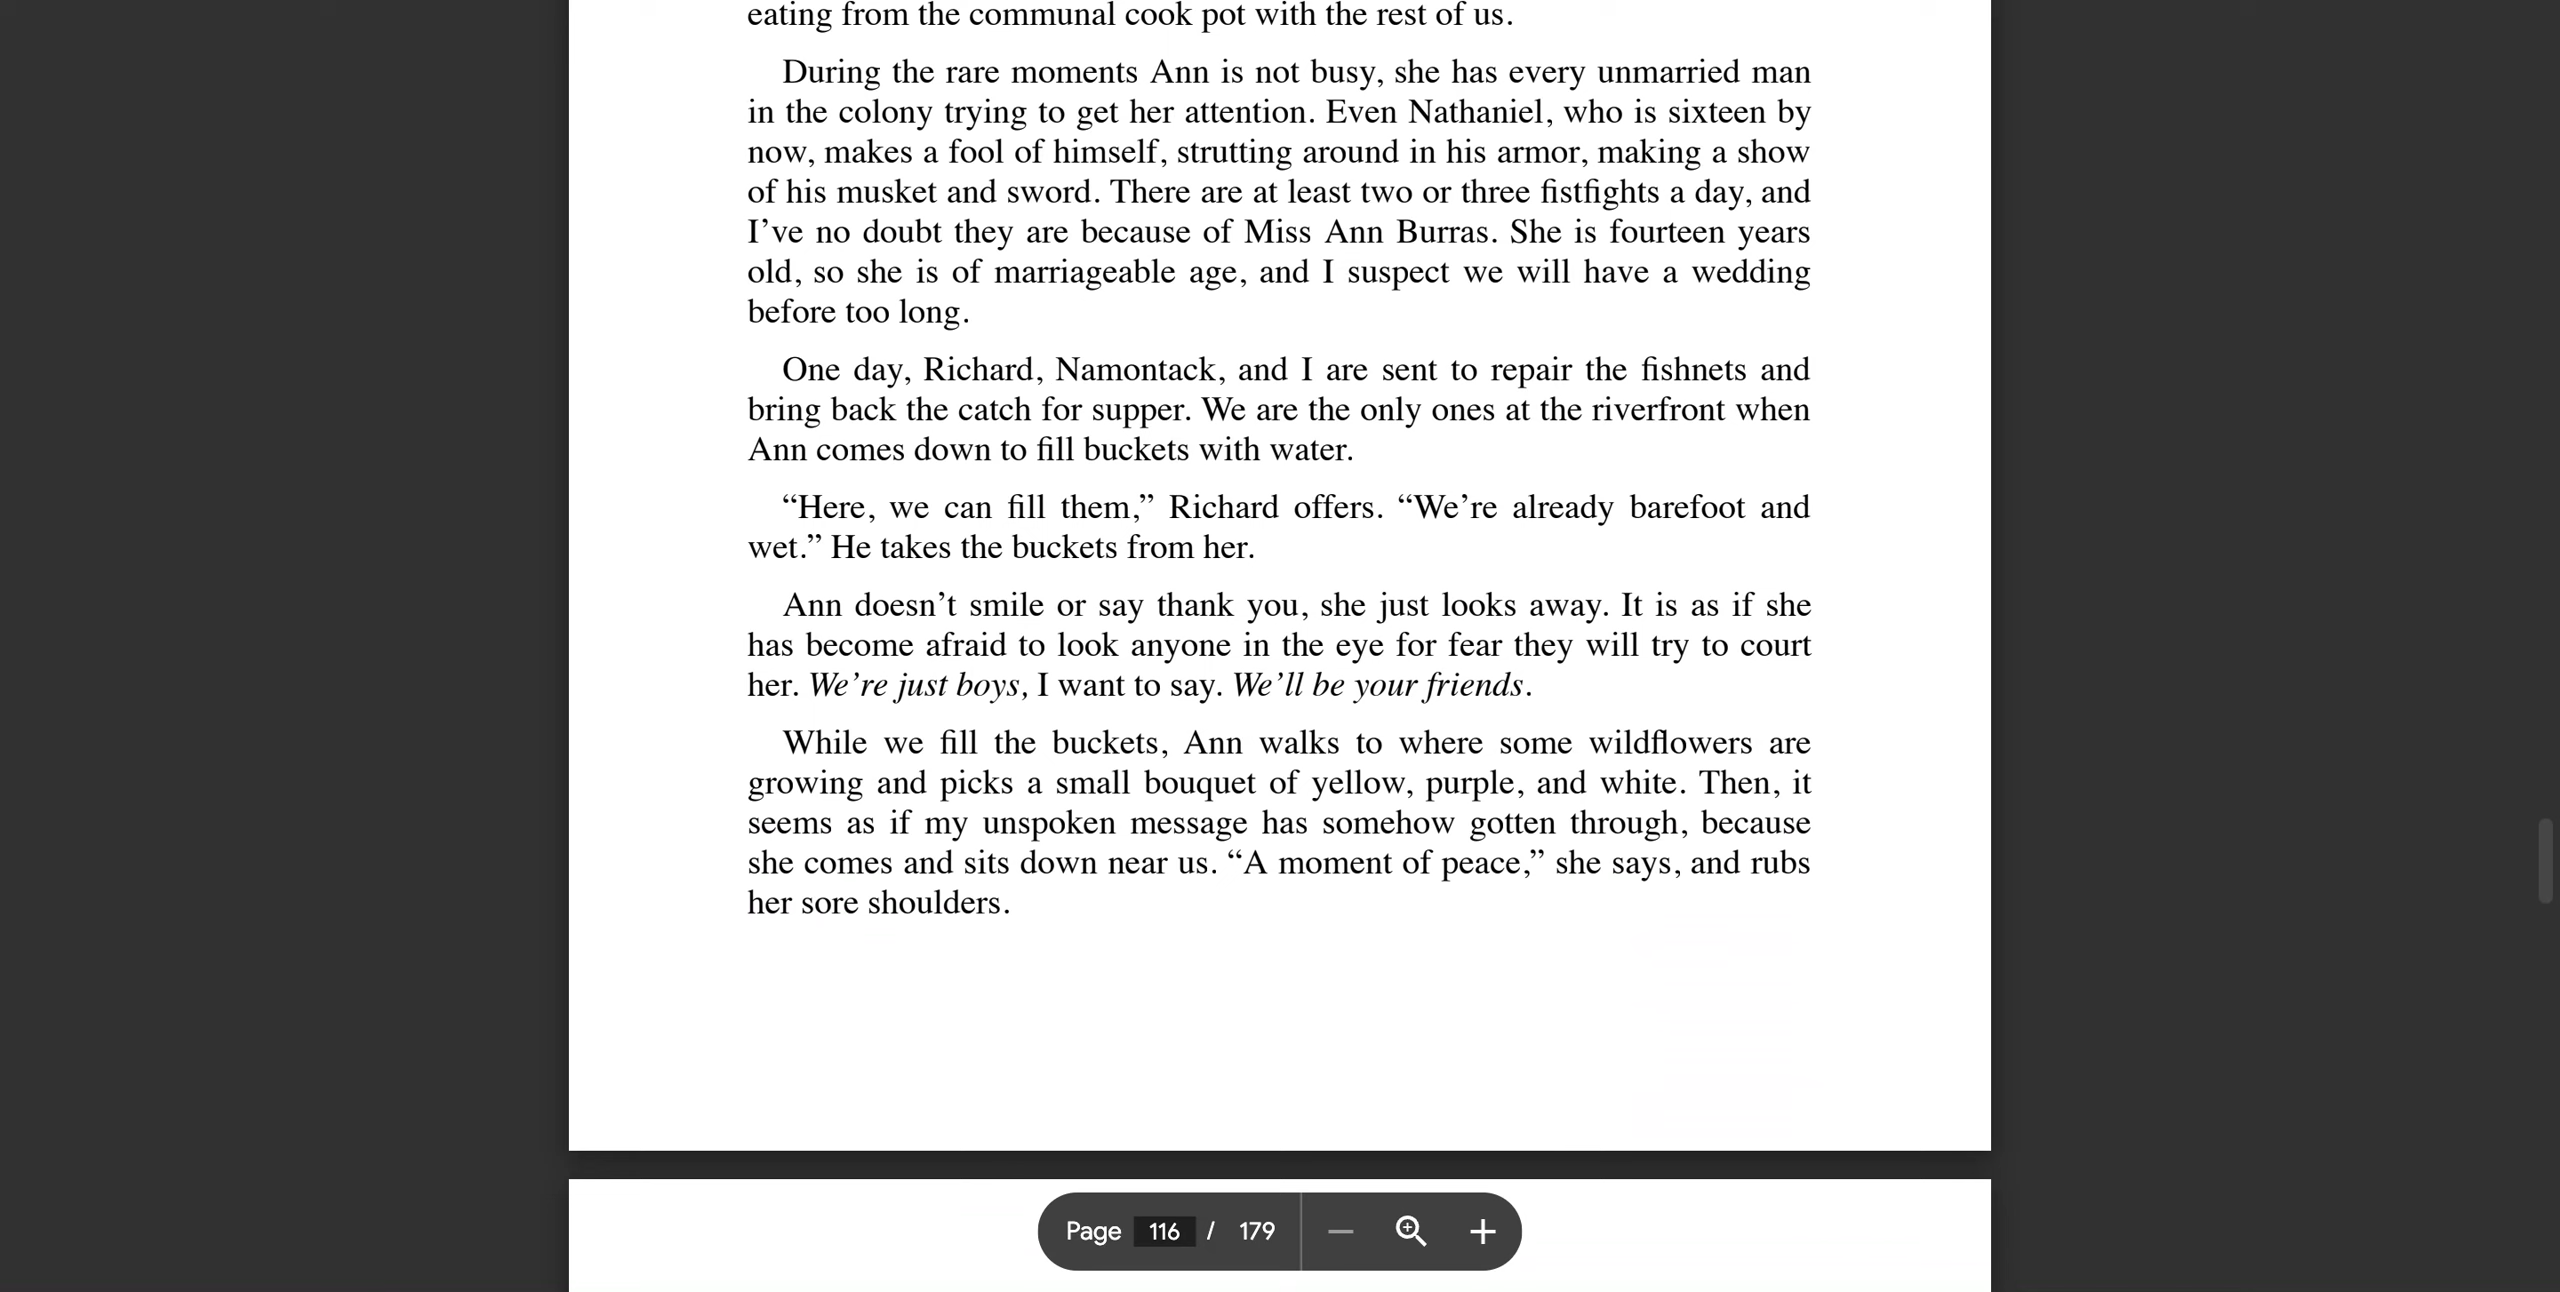 eating from the communal cook pot with the rest of us.
During the rare moments Ann is not busy, she has every unmarried man
in the colony trying to get her attention. Even Nathaniel, who is sixteen by
now, makes a fool of himself, strutting around in his armor, making a show
of his musket and sword. There are at least two or three fistfights a day, and
I’ve no doubt they are because of Miss Ann Burras. She is fourteen years
old, so she is of marriageable age, and I suspect we will have a wedding
before too long.
One day, Richard, Namontack, and I are sent to repair the fishnets and
bring back the catch for supper. We are the only ones at the riverfront when
Ann comes down to fill buckets with water.
“Here, we can fill them,” Richard offers. “We’re already barefoot and
wet.” He takes the buckets from her.
Ann doesn’t smile or say thank you, she just looks away. It is as if she
has become afraid to look anyone in the eye for fear they will try to court
her. We’re just boys, I want to say. We’ll be your friends.
While we fill the buckets, Ann walks to where some wildflowers are
growing and picks a small bouquet of yellow, purple, and white. Then, it
seems as if my unspoken message has somehow gotten through, because
she comes and sits down near us. “A moment of peace,” she says, and rubs
her sore shoulders.
Page 116 / 179